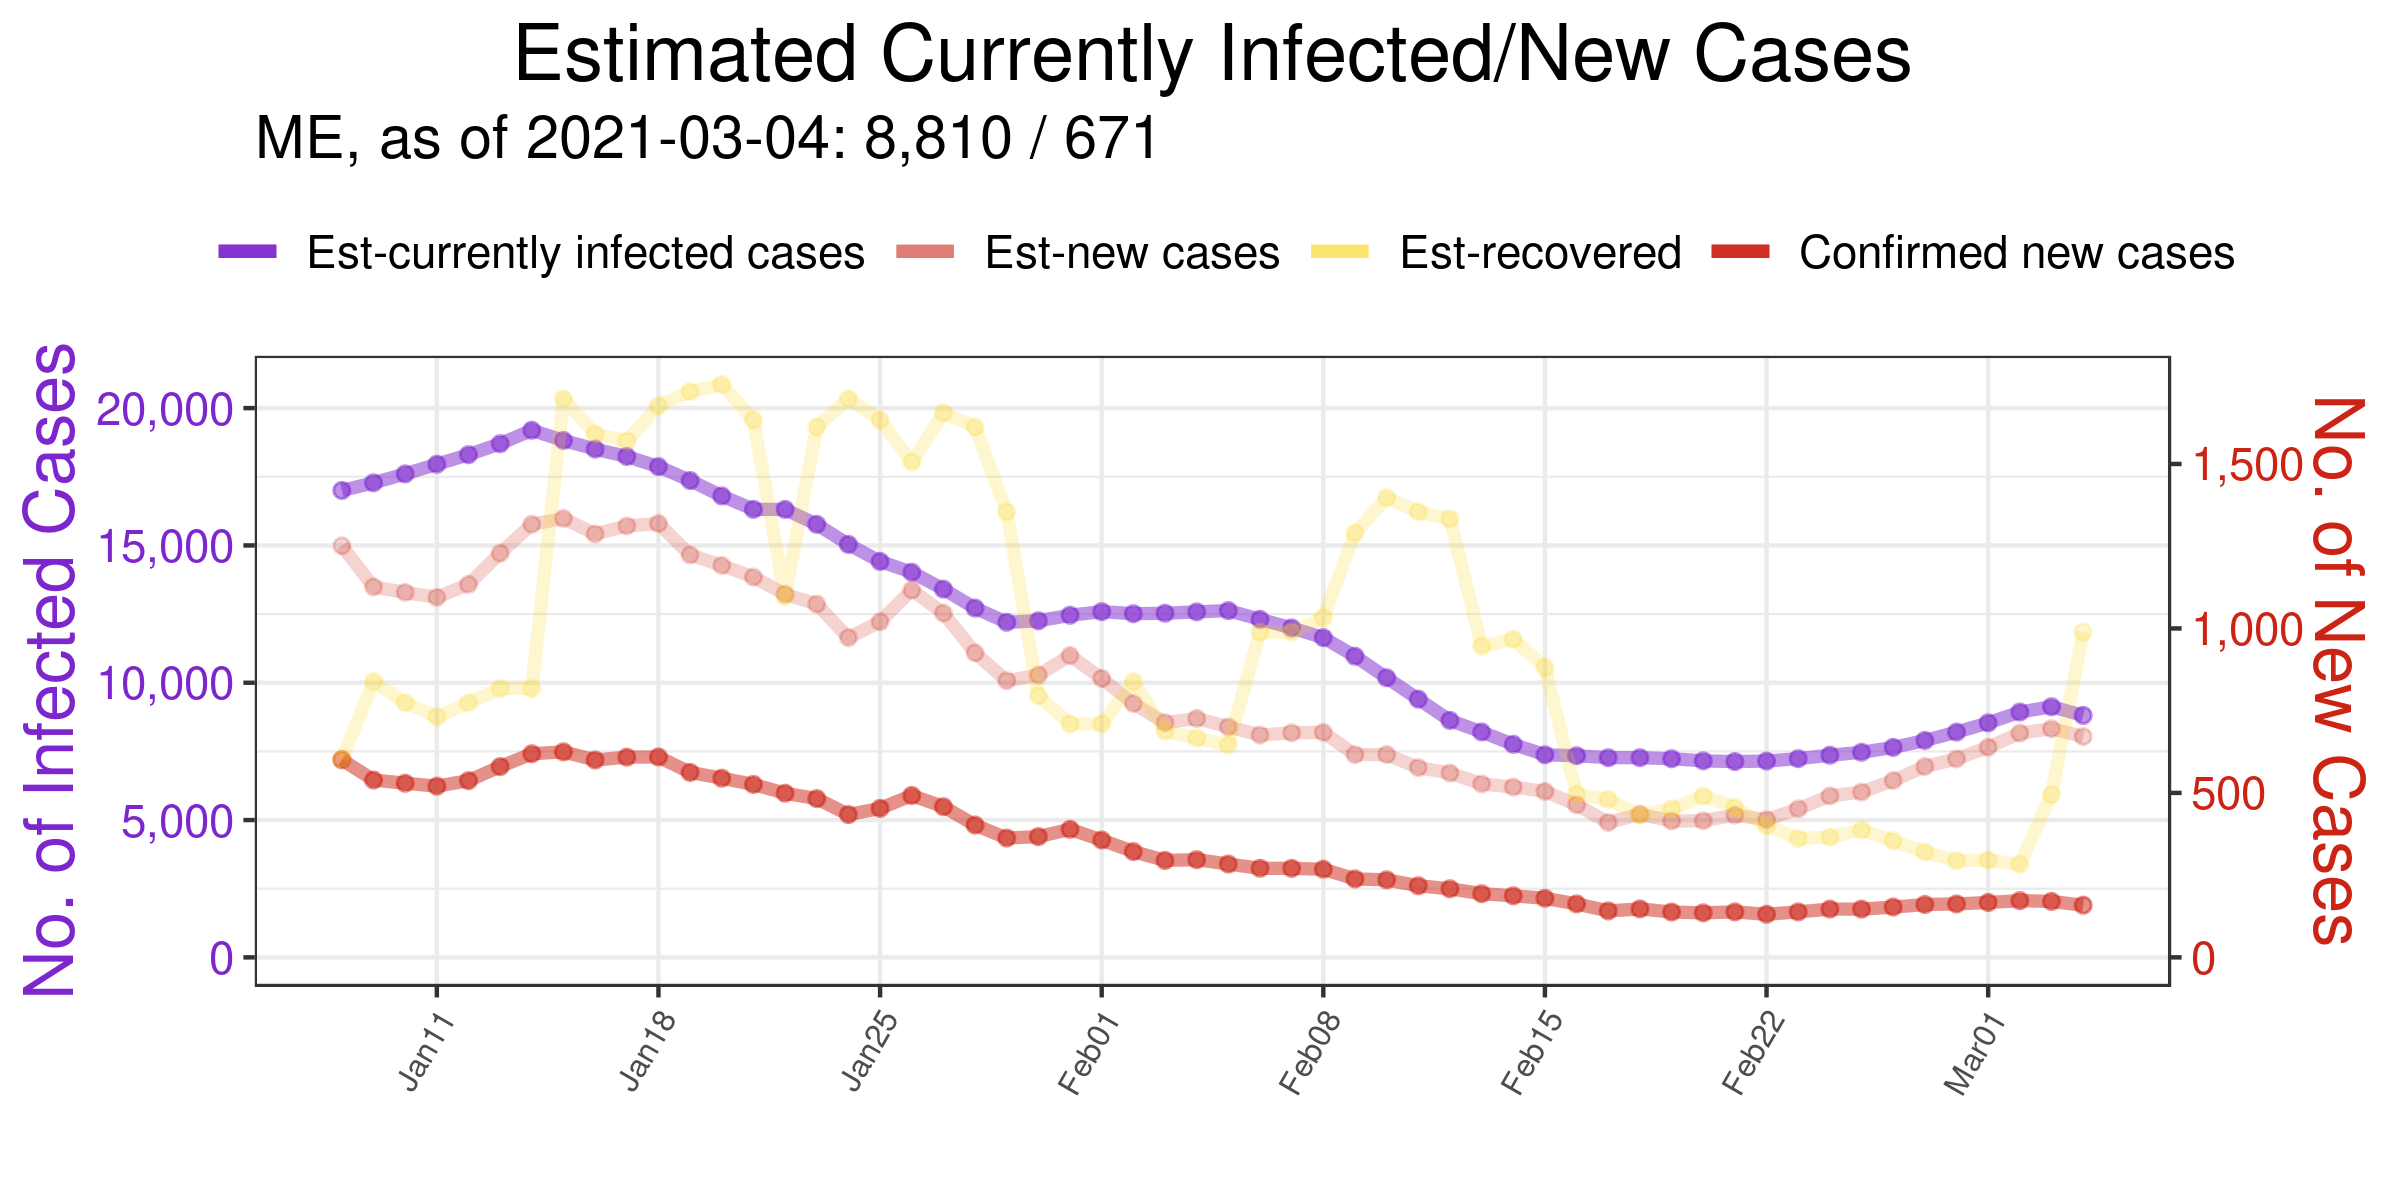 Estimated Currently Infected/New Cases
ME, as of 2021-03-04: 8,810 / 671
Est-currently infected cases Est-new cases Est-recovered Confirmed new cases
No. of Infected Cases
20,000
15,000
10,000
5,000
0
1,500
1,000
500
0
No. of New Cases
Jan11 Jan18 Jan25 Feb01 Feb08 Feb15 Feb22 Mar01